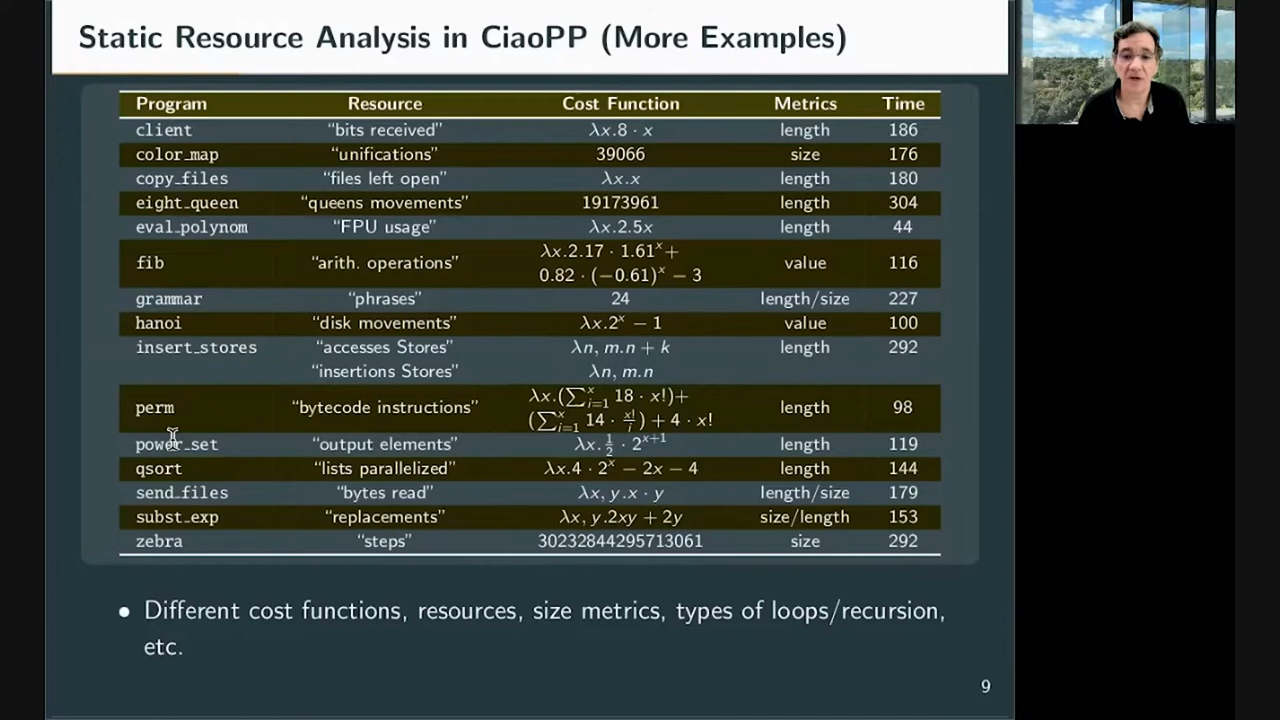 Static Resource Analysis in CiaoPP (More Examples)
Program Resource Cost Function Metrics Time
client “bits received” λx.8 · x length 186
color_map “unifications” 39066 size 176
copy_files “files left open” λx.x length 180
eight_queen “queens movements” 19173961 length 304
eval_polynom “FPU usage” λx.2.5x length 44
fib “arith. operations” λx.2.17 · 1.61^x + 0.82 · (−0.61)^x − 3 value 116
grammar “phrases” 24 length/size 227
hanoi “disk movements” λx.2^x − 1 value 100
insert_stores “accesses Stores” λn, m.n + k length 292
“insertions Stores” λn, m.n
perm “bytecode instructions” λx.(∑_{i=1}^x 18 · x!)+ (∑_{i=1}^x 14 · x!/i) + 4 · x! length 98
power_set “output elements” λx.1/2 · 2^{x+1} length 119
qsort “lists parallelized” λx.4 · 2^x − 2x − 4 length 144
send_files “bytes read” λx, y.x · y length/size 179
subst_exp “replacements” λx, y.2xy + 2y size/length 153
zebra “steps” 30232844295713061 size 292
• Different cost functions, resources, size metrics, types of loops/recursion,
etc.
9